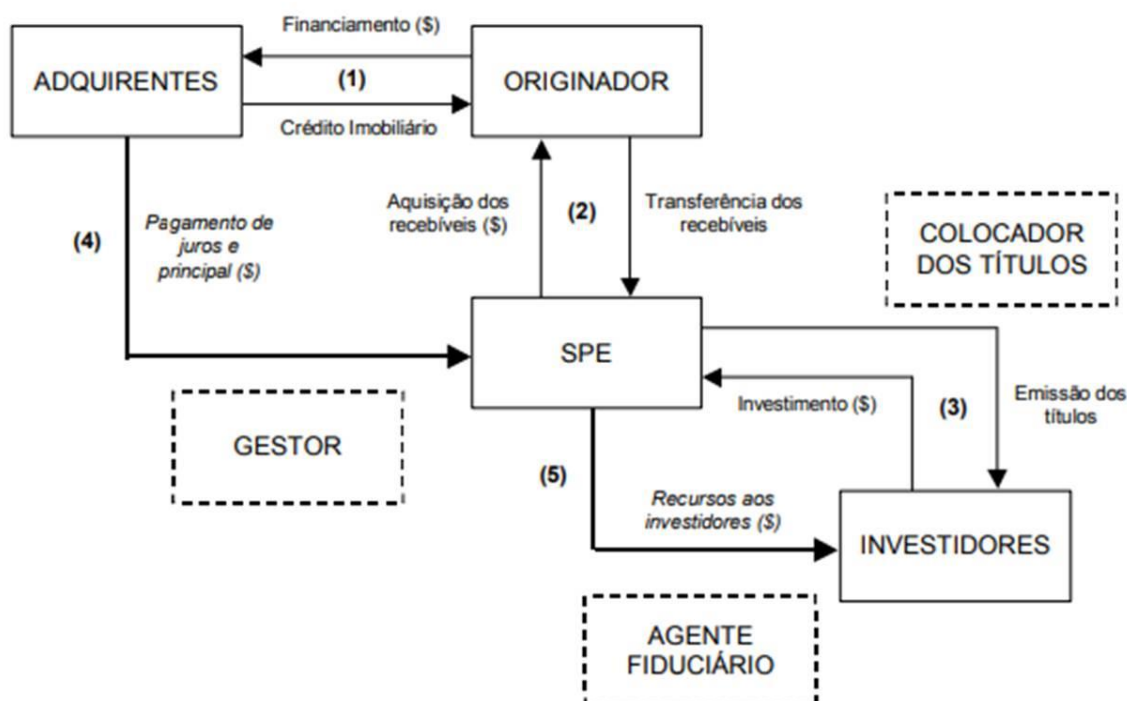 Financiamento ($)
ADQUIRENTES
(1)
ORIGINADOR
Crédito Imobiliário
(4)
Pagamento de
juros e
principal ($)
Aquisição dos
recebíveis ($)
(2)
Transferência dos
recebíveis
COLOCADOR
DOS TÍTULOS
SPE
Investimento ($)
(3)
Emissão dos
títulos
GESTOR
(5)
Recursos aos
investidores ($)
INVESTIDORES
AGENTE
FIDUCIÁRIO